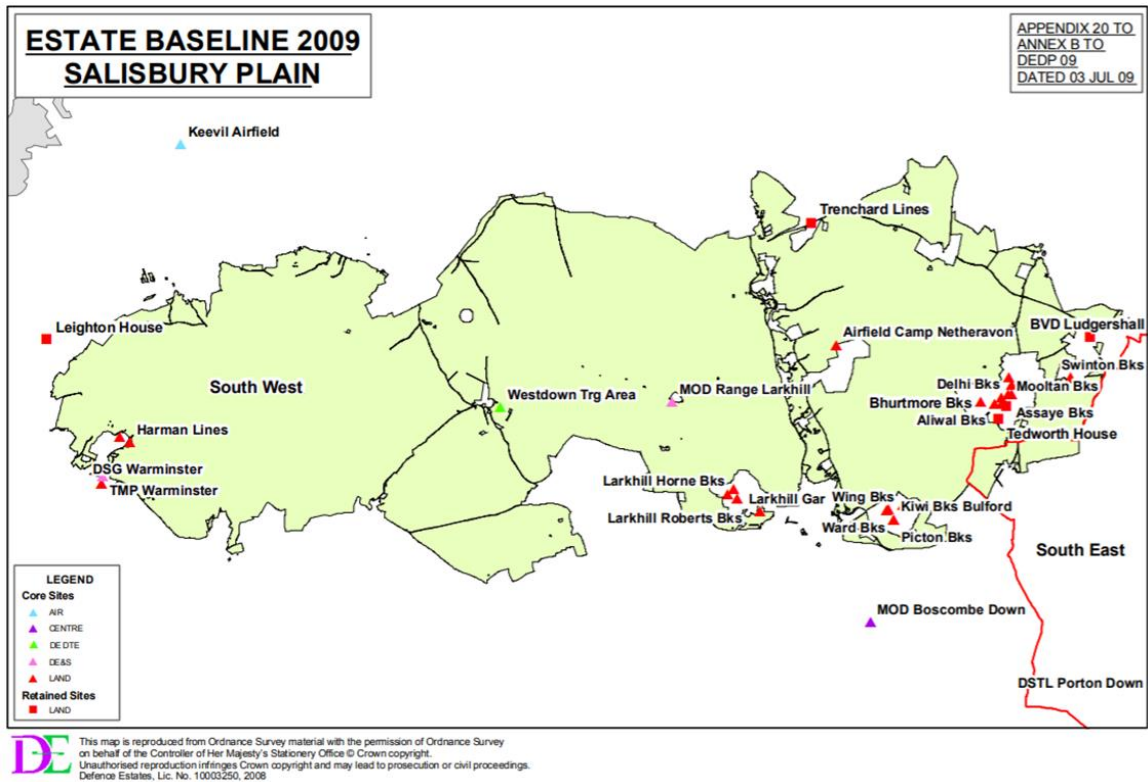 ESTATE BASELINE 2009
SALISBURY PLAIN
APPENDIX 20 TO
ANNEX B TO
DEDP 09
DATED 03 JUL 09
Keevil Airfield
Trenchard Lines
Leighton House
Airfield Camp Netheravon
BVD Ludgershall
Swinton Bks
South West
Westdown Trg Area
MOD Range Larkhill
Delhi Bks
Mooltan Bks
Bhurtmore Bks
Assaye Bks
Aliwal Bks
Tedworth House
Harman Lines
DSG Warminster
TMP Warminster
Larkhill Horne Bks
Larkhill Gar
Larkhill Roberts Bks
Wing Bks
Kiwi Bks Bulford
Ward Bks
Picton Bks
South East
MOD Boscombe Down
DSTL Porton Down
LEGEND
Core Sites
AIR
CENTRE
DE DTE
DE&S
LAND
Retained Sites
LAND
DE
This map is reproduced from Ordnance Survey material with the permission of Ordnance Survey
on behalf of the Controller of Her Majesty's Stationery Office © Crown copyright.
Unauthorised reproduction infringes Crown copyright and may lead to prosecution or civil proceedings.
Defence Estates, Lic. No. 10003250, 2008